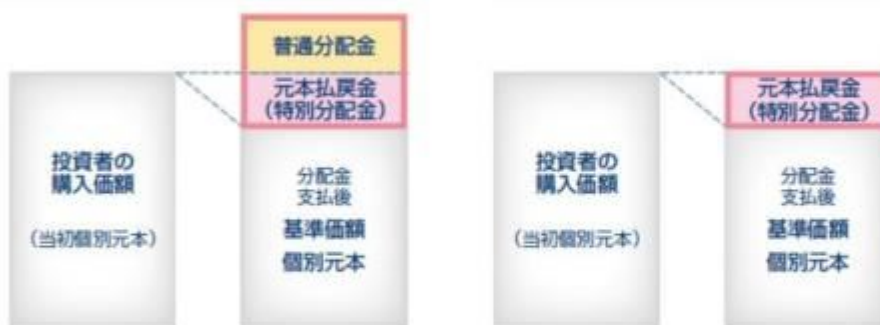 普通分配金
元本払戻金
（特別分配金）
投資者の
購入価額
（当初個別元本）
分配金
支払後
基準価額
個別元本
元本払戻金
（特別分配金）
投資者の
購入価額
（当初個別元本）
分配金
支払後
基準価額
個別元本